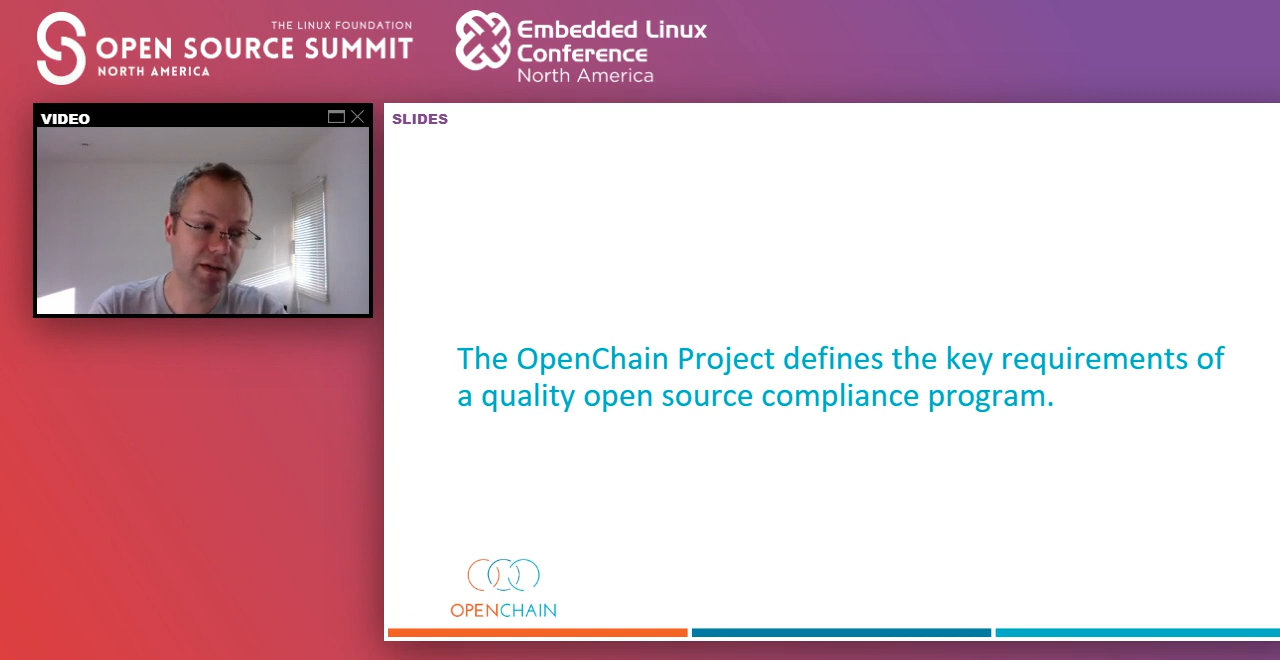 THE LINUX FOUNDATION
OPEN SOURCE SUMMIT
NORTH AMERICA
Embedded Linux
Conference
North America
VIDEO
SLIDES
The OpenChain Project defines the key requirements of
a quality open source compliance program.
OPENCHAIN